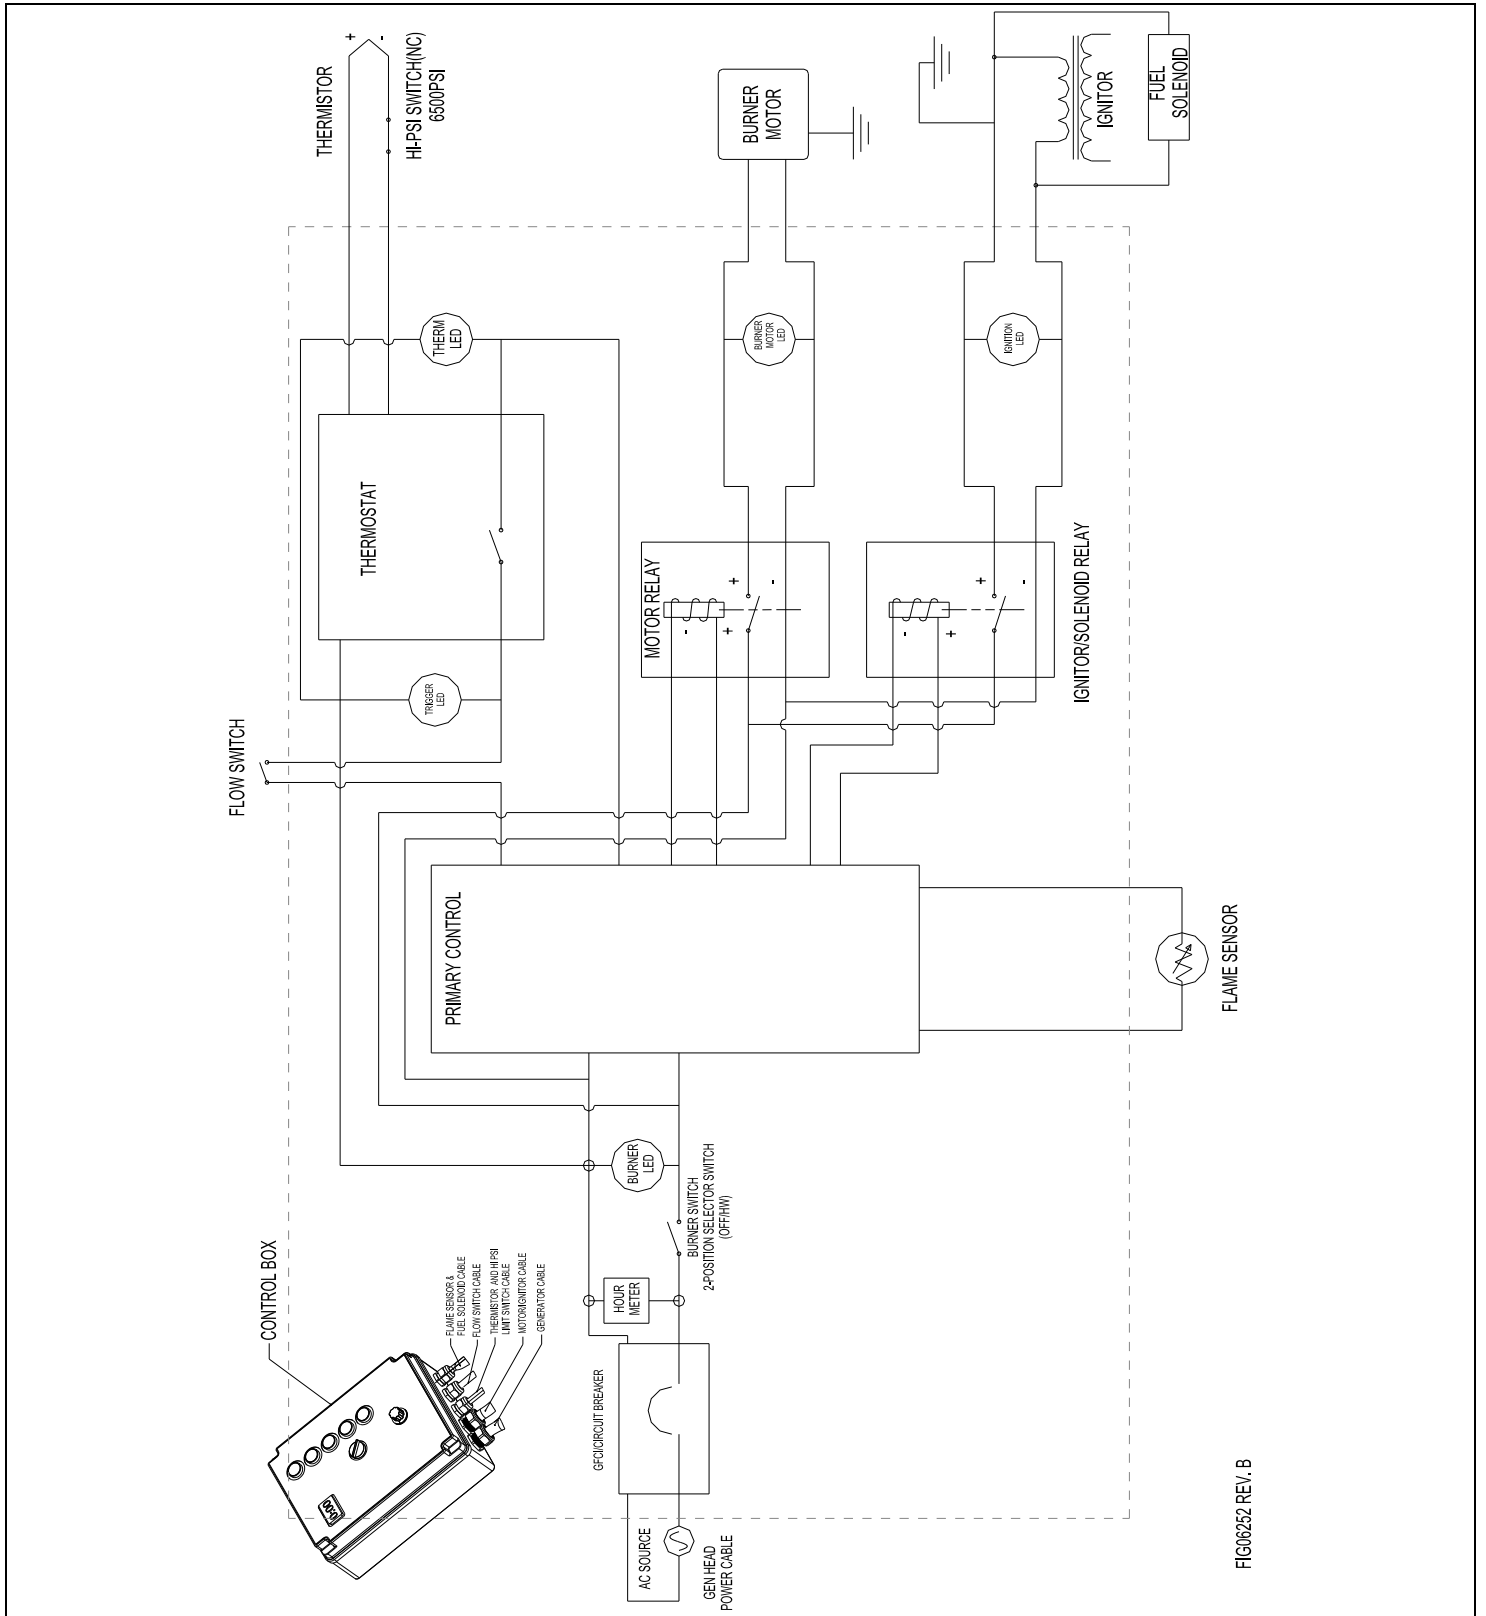 THERMISTOR
+
-
HI-PSI SWITCH(NC)
6500PSI
BURNER
MOTOR
IGNITOR
FUEL
SOLENOID
THERM
LED
BURNER
MOTOR
LED
IGNITION
LED
THERMOSTAT
MOTOR RELAY
-
+
+
-
IGNITOR/SOLENOID RELAY
-
+
+
-
TRIGGER
LED
FLOW SWITCH
PRIMARY CONTROL
FLAME SENSOR
BURNER
LED
BURNER SWITCH
2-POSITION SELECTOR SWITCH
(OFF/HW)
HOUR
METER
CONTROL BOX
FLAME SENSOR &
FUEL SOLENOID CABLE
FLOW SWITCH CABLE
THERMISTOR AND HI PSI
LIMIT SWITCH CABLE
MOTOR/IGNITOR CABLE
GENERATOR CABLE
GFCI/CIRCUIT BREAKER
AC SOURCE
GEN HEAD
POWER CABLE
FIG06252 REV. B